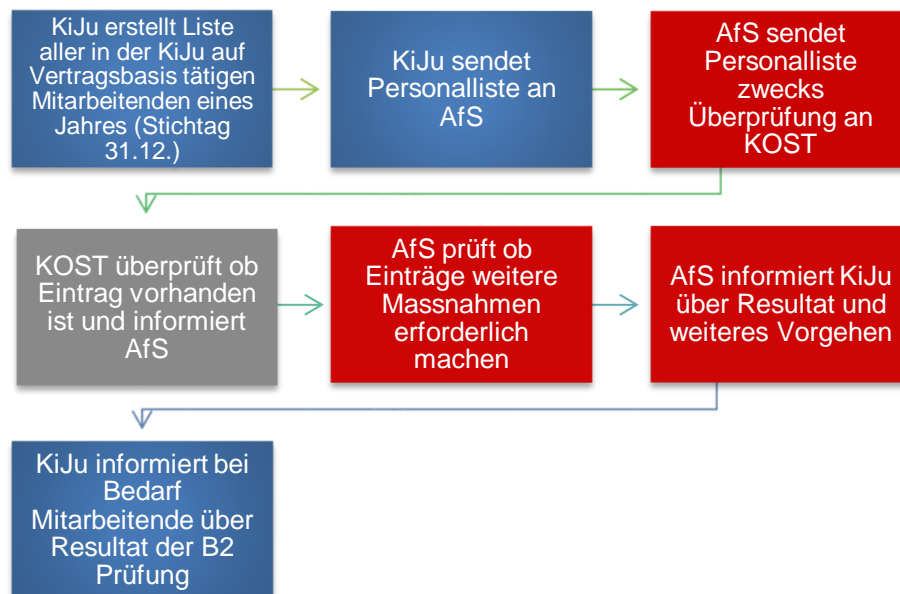 KiJu erstellt Liste
aller in der KiJu auf
Vertragsbasis tätigen
Mitarbeitenden eines
Jahres (Stichtag
31.12.)
KiJu sendet
Personalliste an
AfS
AfS sendet
Personalliste
zwecks
Überprüfung an
KOST
KOST überprüft ob
Eintrag vorhanden
ist und informiert
AfS
AfS prüft ob
Einträge weitere
Massnahmen
erforderlich
machen
AfS informiert KiJu
über Resultat und
weiteres Vorgehen
KiJu informiert bei
Bedarf
Mitarbeitende über
Resultat der B2
Prüfung